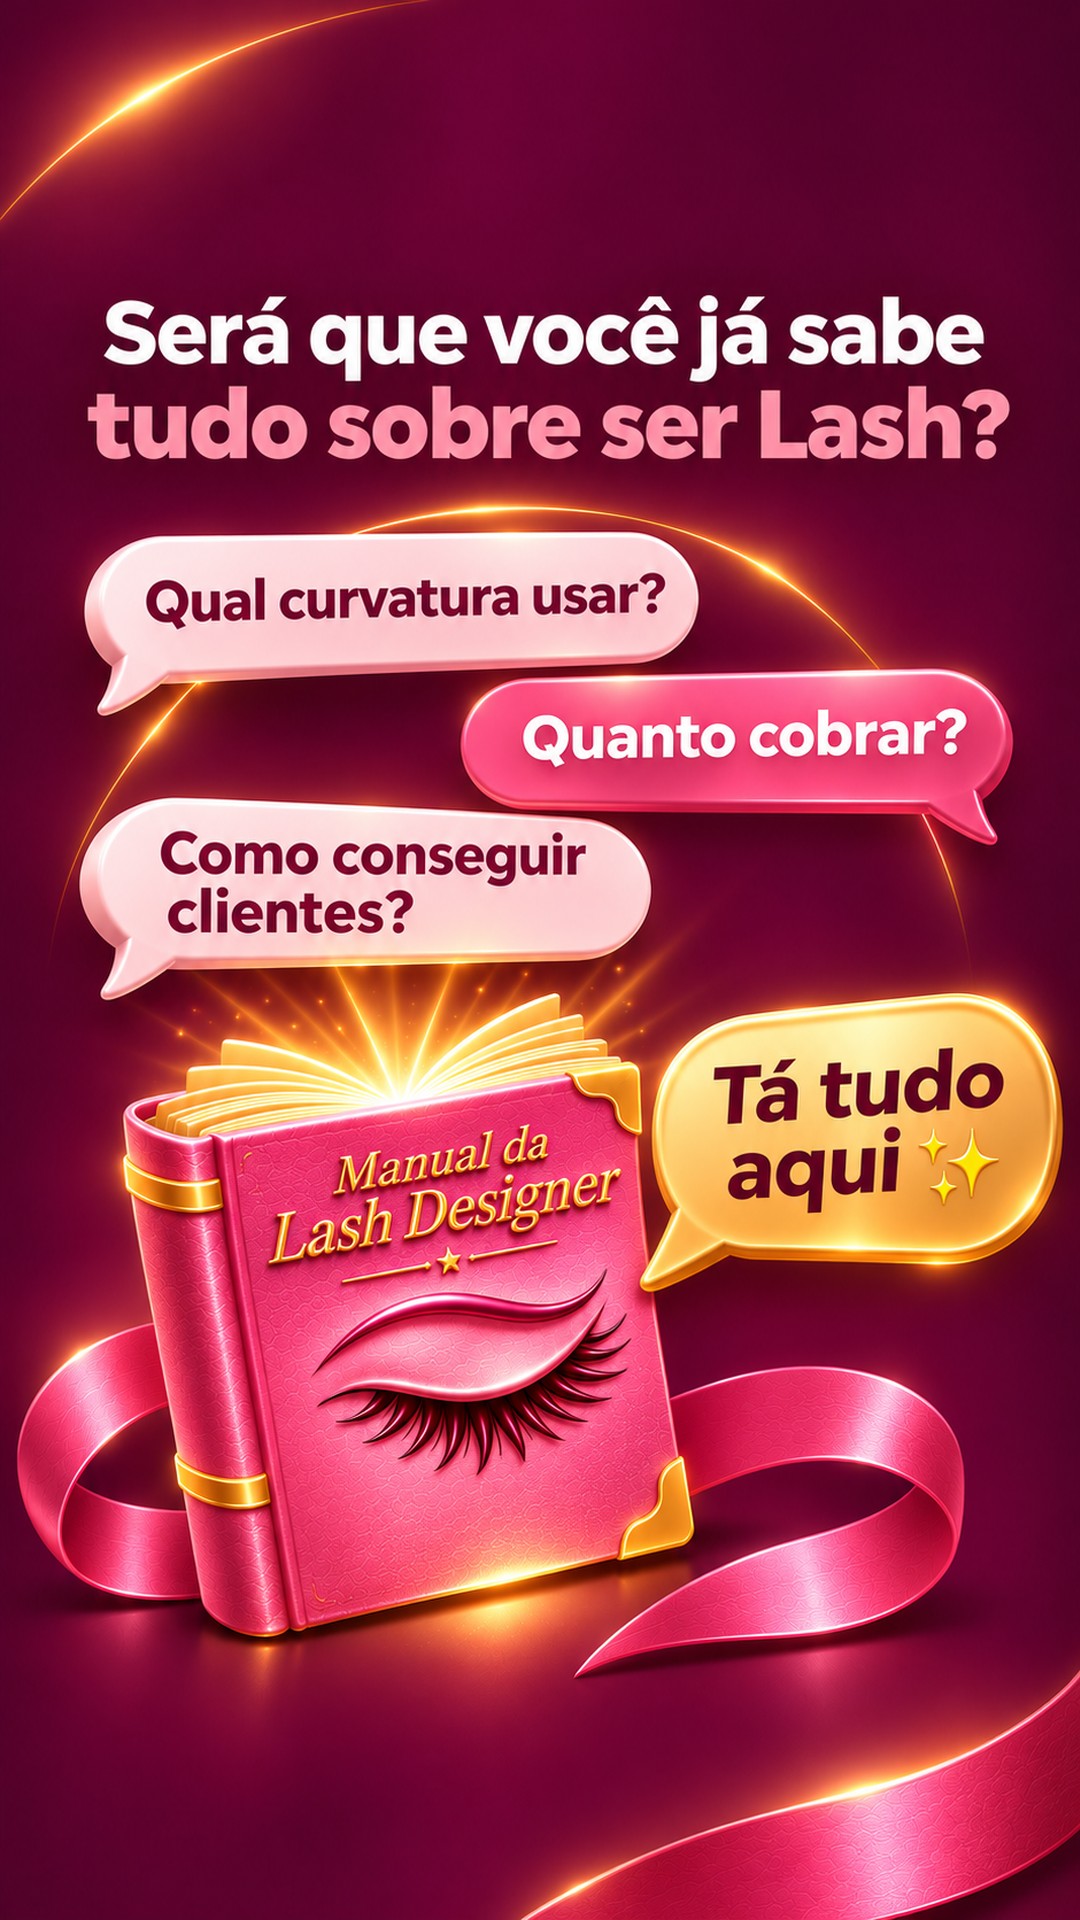 Será que você já sabe
tudo sobre ser Lash?
Qual curvatura usar?
Quanto cobrar?
Como conseguir
clientes?
Tá tudo
aqui ✨
Manual da
Lash Designer